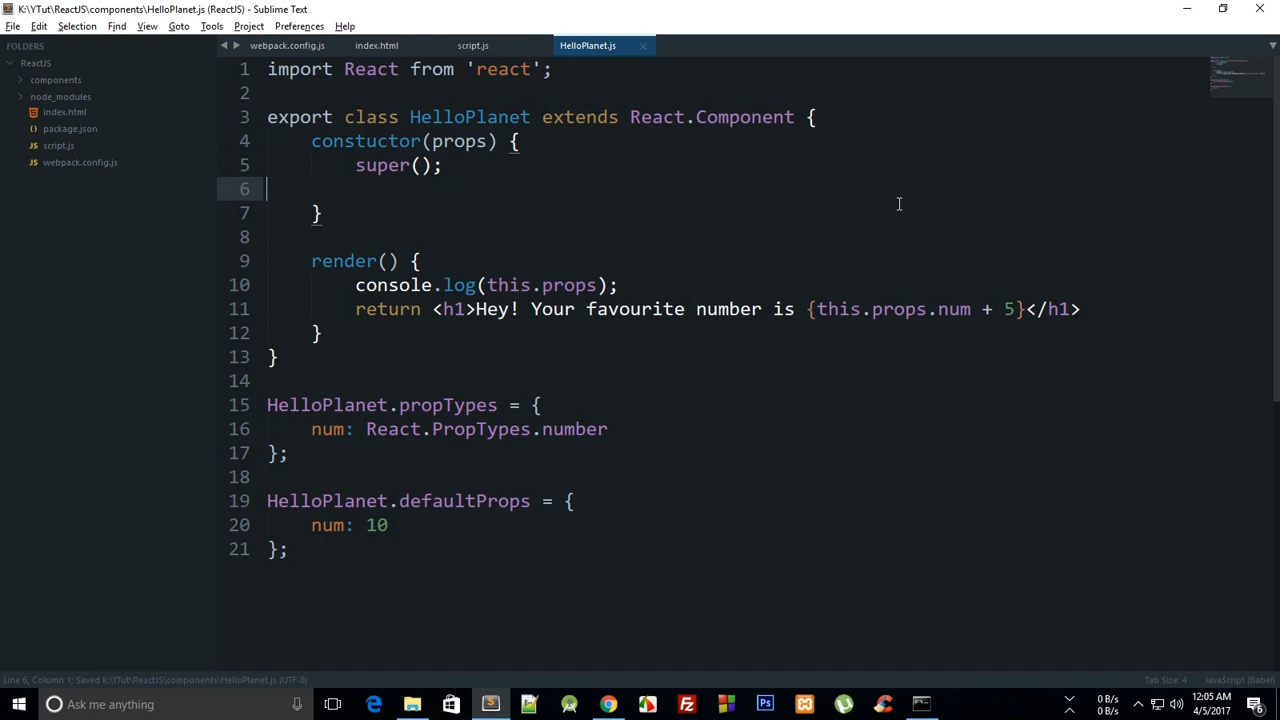 K:\YTut\ReactJS\components\HelloPlanet.js (ReactJS) - Sublime Text
File Edit Selection Find View Goto Tools Project Preferences Help
FOLDERS
ReactJS
components
node_modules
index.html
package.json
script.js
webpack.config.js
webpack.config.js index.html script.js HelloPlanet.js
1 import React from 'react';
2
3 export class HelloPlanet extends React.Component {
4 constuctor(props) {
5 super();
6
7 }
8
9 render() {
10 console.log(this.props);
11 return <h1>Hey! Your favourite number is {this.props.num + 5}</h1>
12 }
13 }
14
15 HelloPlanet.propTypes = {
16 num: React.PropTypes.number
17 };
18
19 HelloPlanet.defaultProps = {
20 num: 10
21 };
Line 6, Column 1; Saved K:\YTut\ReactJS\components\HelloPlanet.js (UTF-8) Tab Size: 4 JavaScript (Babel)
Ask me anything
0 B/s
0 B/s
12:05 AM
4/5/2017
6